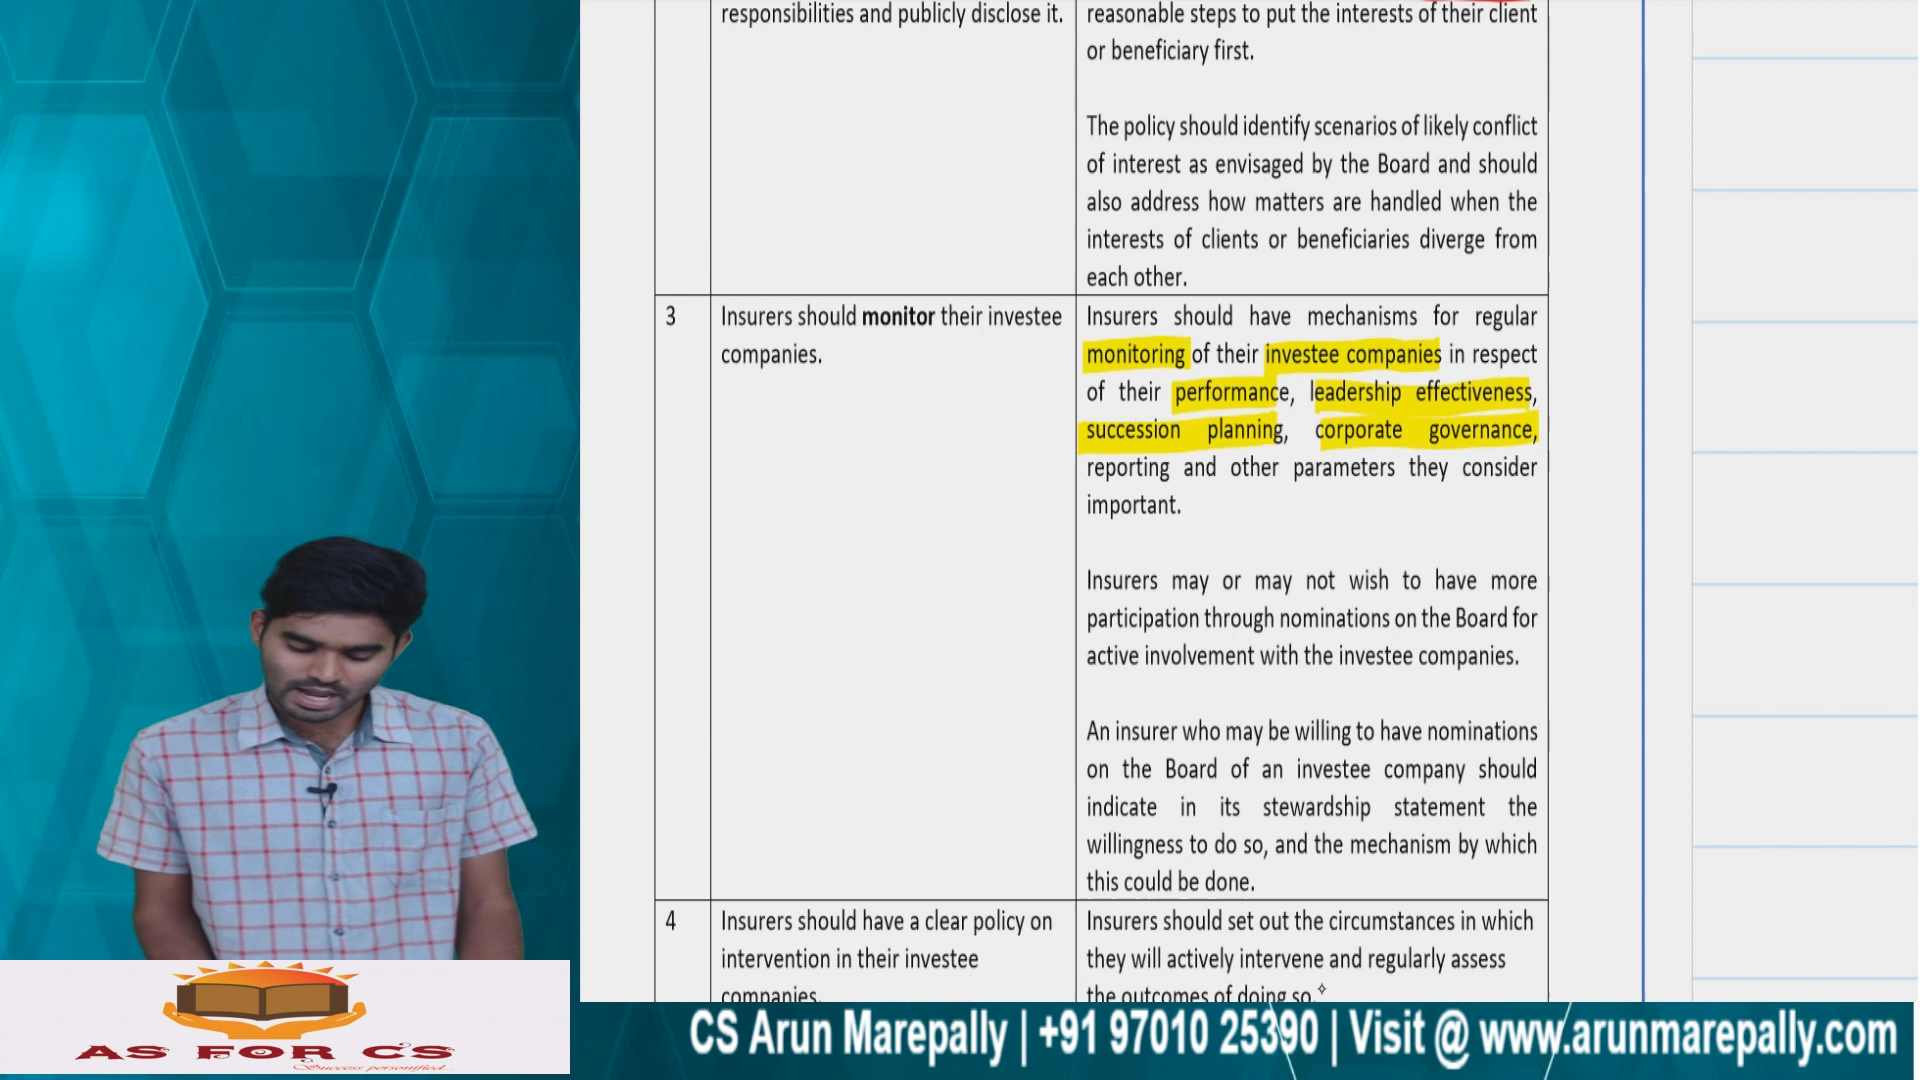 responsibilities and publicly disclose it.
reasonable steps to put the interests of their client
or beneficiary first.
The policy should identify scenarios of likely conflict
of interest as envisaged by the Board and should
also address how matters are handled when the
interests of clients or beneficiaries diverge from
each other.
3
Insurers should monitor their investee
companies.
Insurers should have mechanisms for regular
monitoring of their investee companies in respect
of their performance, leadership effectiveness,
succession planning, corporate governance,
reporting and other parameters they consider
important.
Insurers may or may not wish to have more
participation through nominations on the Board for
active involvement with the investee companies.
An insurer who may be willing to have nominations
on the Board of an investee company should
indicate in its stewardship statement the
willingness to do so, and the mechanism by which
this could be done.
4
Insurers should have a clear policy on
intervention in their investee
companies.
Insurers should set out the circumstances in which
they will actively intervene and regularly assess
the outcomes of doing so.
AS FOR CS
Success personified...
CS Arun Marepally | +91 97010 25390 | Visit @ www.arunmarepally.com